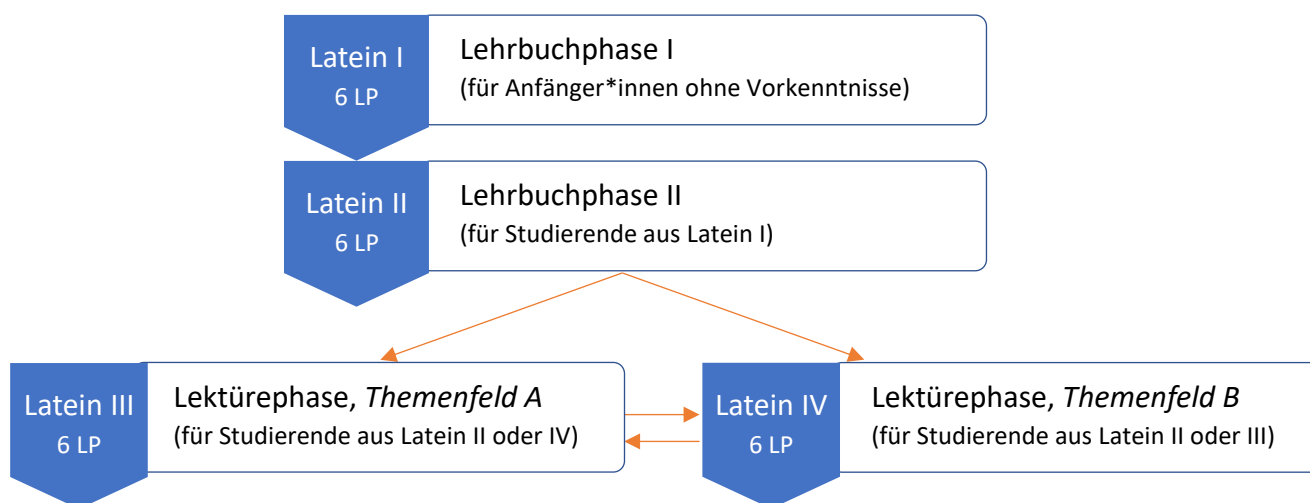 Latein I
6 LP
Lehrbuchphase I
(für Anfänger*innen ohne Vorkenntnisse)
Latein II
6 LP
Lehrbuchphase II
(für Studierende aus Latein I)
Latein III
6 LP
Lektürephase, Themenfeld A
(für Studierende aus Latein II oder IV)
Latein IV
6 LP
Lektürephase, Themenfeld B
(für Studierende aus Latein II oder III)